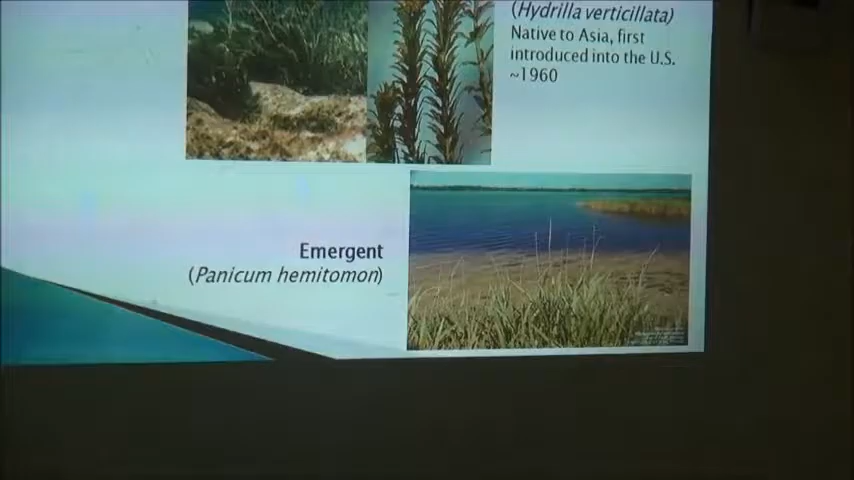 (Hydrilla verticillata)
Native to Asia, first
introduced into the U.S.
~1960
Emergent
(Panicum hemitomon)